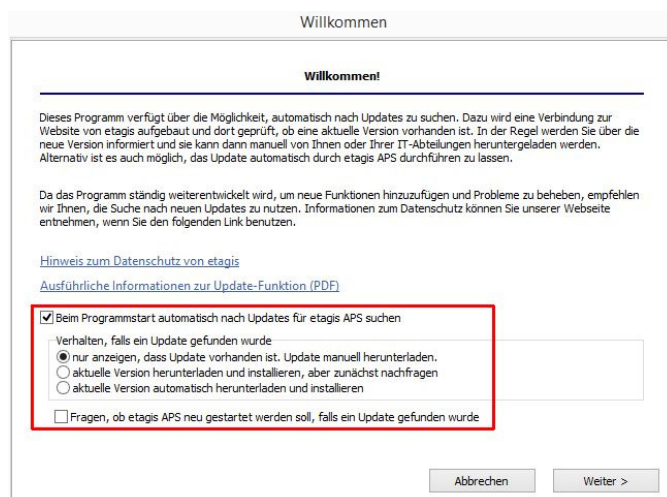 Willkommen
Willkommen!
Dieses Programm verfügt über die Möglichkeit, automatisch nach Updates zu suchen. Dazu wird eine Verbindung zur
Website von etagis aufgebaut und dort geprüft, ob eine aktuelle Version vorhanden ist. In der Regel werden Sie über die
neue Version informiert und sie kann dann manuell von Ihnen oder Ihrer IT-Abteilungen heruntergeladen werden.
Alternativ ist es auch möglich, das Update automatisch durch etagis APS durchführen zu lassen.
Da das Programm ständig weiterentwickelt wird, um neue Funktionen hinzuzufügen und Probleme zu beheben, empfehlen
wir Ihnen, die Suche nach neuen Updates zu nutzen. Informationen zum Datenschutz können Sie unserer Webseite
entnehmen, wenn Sie den folgenden Link benutzen.
Hinweis zum Datenschutz von etagis
Ausführliche Informationen zur Update-Funktion (PDF)
Beim Programmstart automatisch nach Updates für etagis APS suchen
Verhalten, falls ein Update gefunden wurde
nur anzeigen, dass Update vorhanden ist. Update manuell herunterladen.
aktuelle Version herunterladen und installieren, aber zunächst nachfragen
aktuelle Version automatisch herunterladen und installieren
Fragen, ob etagis APS neu gestartet werden soll, falls ein Update gefunden wurde
Abbrechen
Weiter >